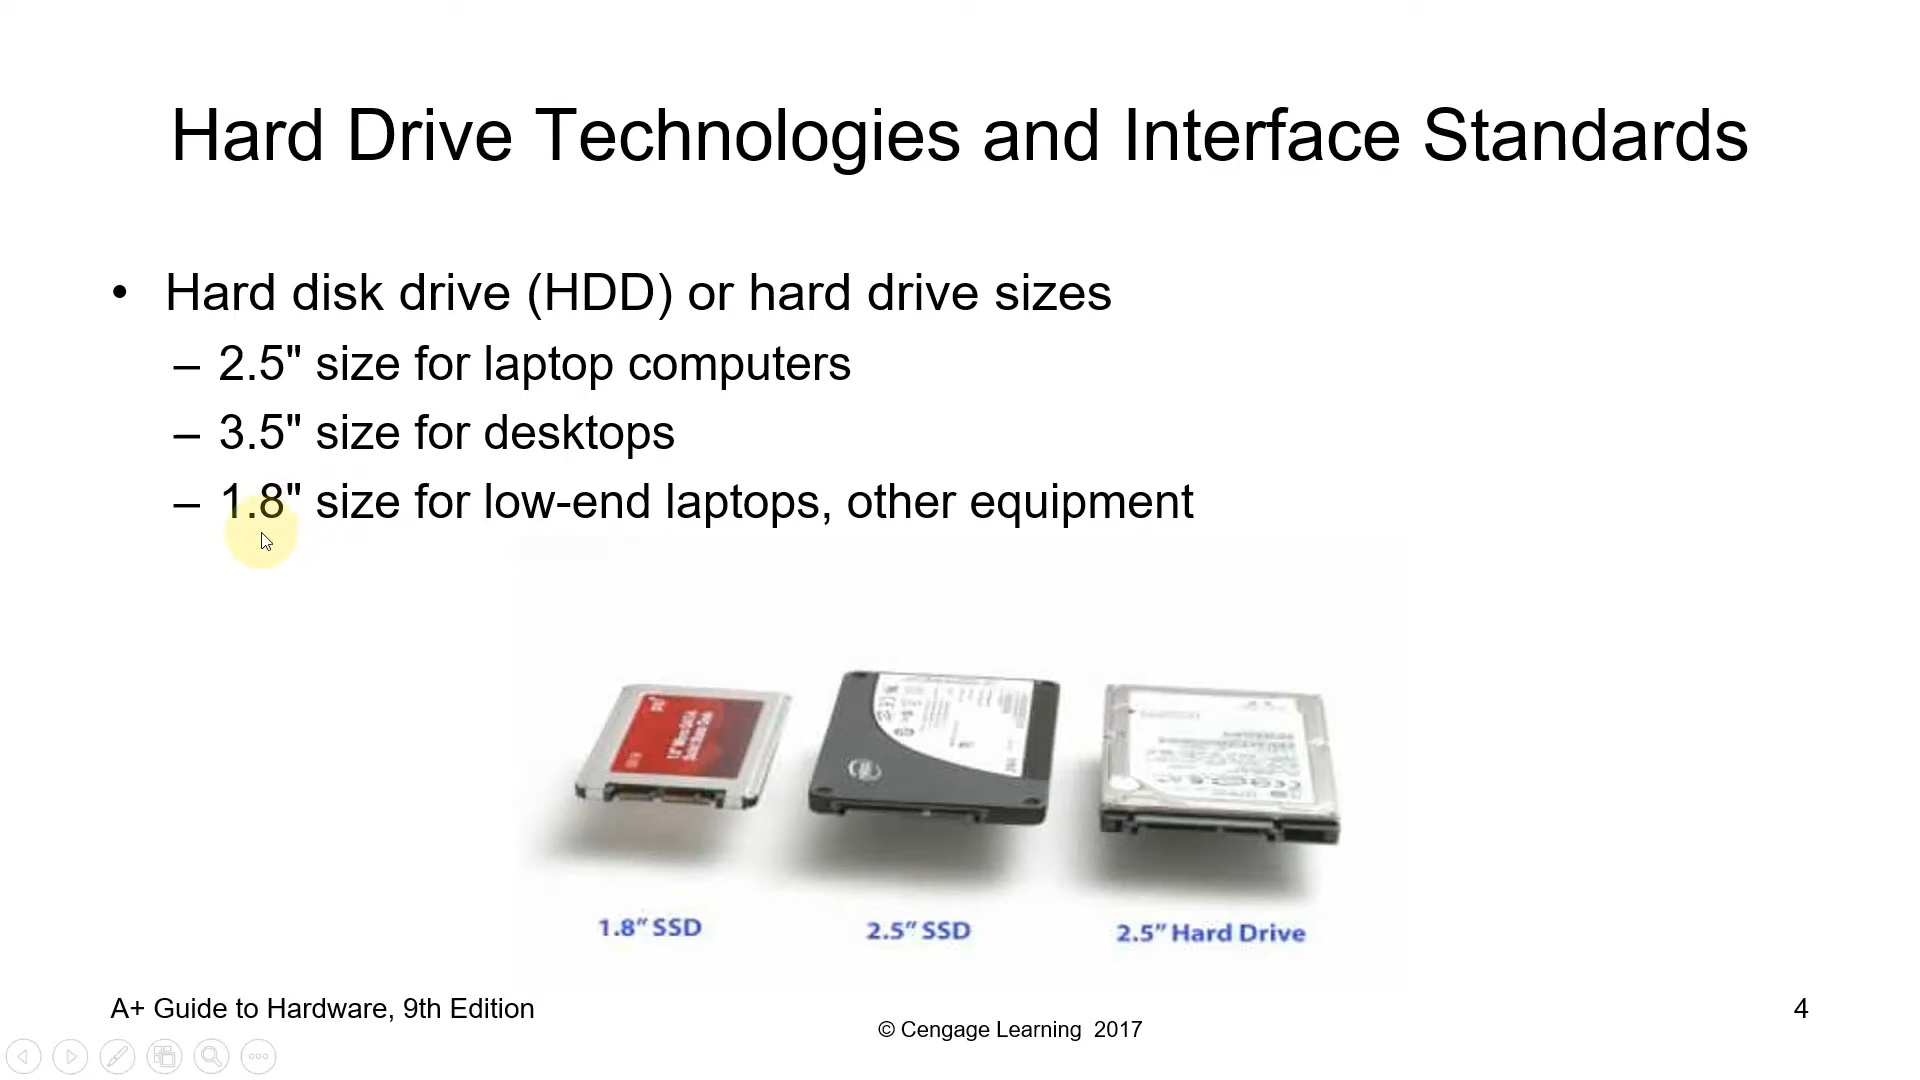 Hard Drive Technologies and Interface Standards
• Hard disk drive (HDD) or hard drive sizes
– 2.5" size for laptop computers
– 3.5" size for desktops
– 1.8" size for low-end laptops, other equipment
1.8" SSD
2.5" SSD
2.5" Hard Drive
A+ Guide to Hardware, 9th Edition
© Cengage Learning 2017
4